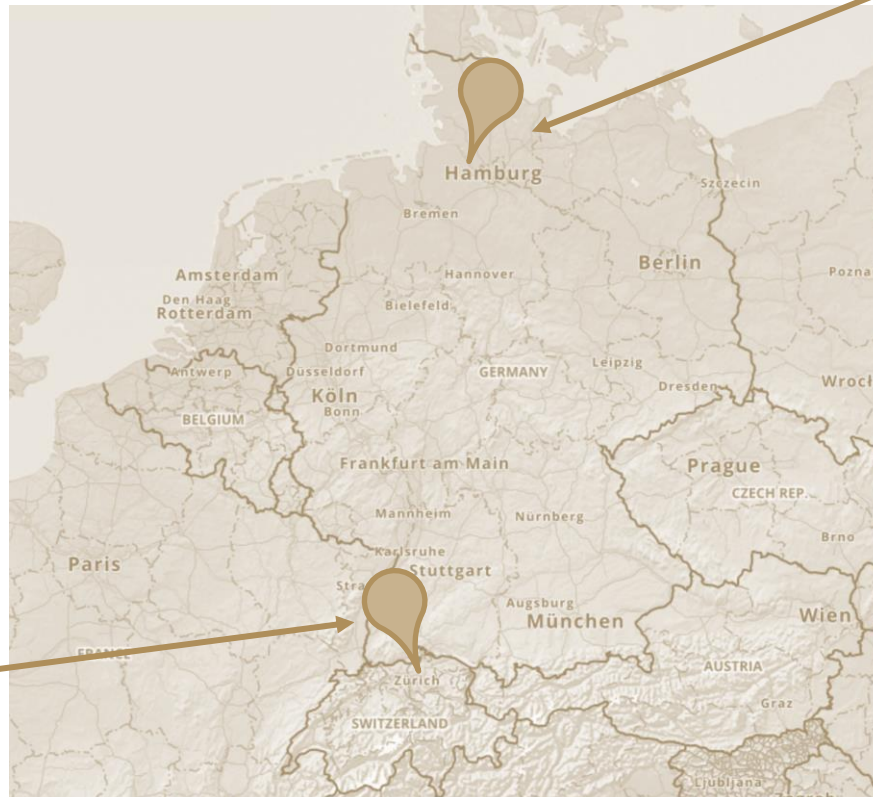 Hamburg
Szczecin
Bremen
Berlin
Amsterdam
Hannover
Pozna
Den Haag
Bielefeld
Rotterdam
Dortmund
Leipzig
Antwerp
Düsseldorf
GERMANY
Dresden
Wrocł
Köln
Bonn
BELGIUM
Frankfurt am Main
Prague
CZECH REP.
Mannheim
Nürnberg
Brno
Karlsruhe
Paris
Stuttgart
Stra
Augsburg
München
Wien
FRANCE
AUSTRIA
Zürich
Graz
SWITZERLAND
Ljubljana